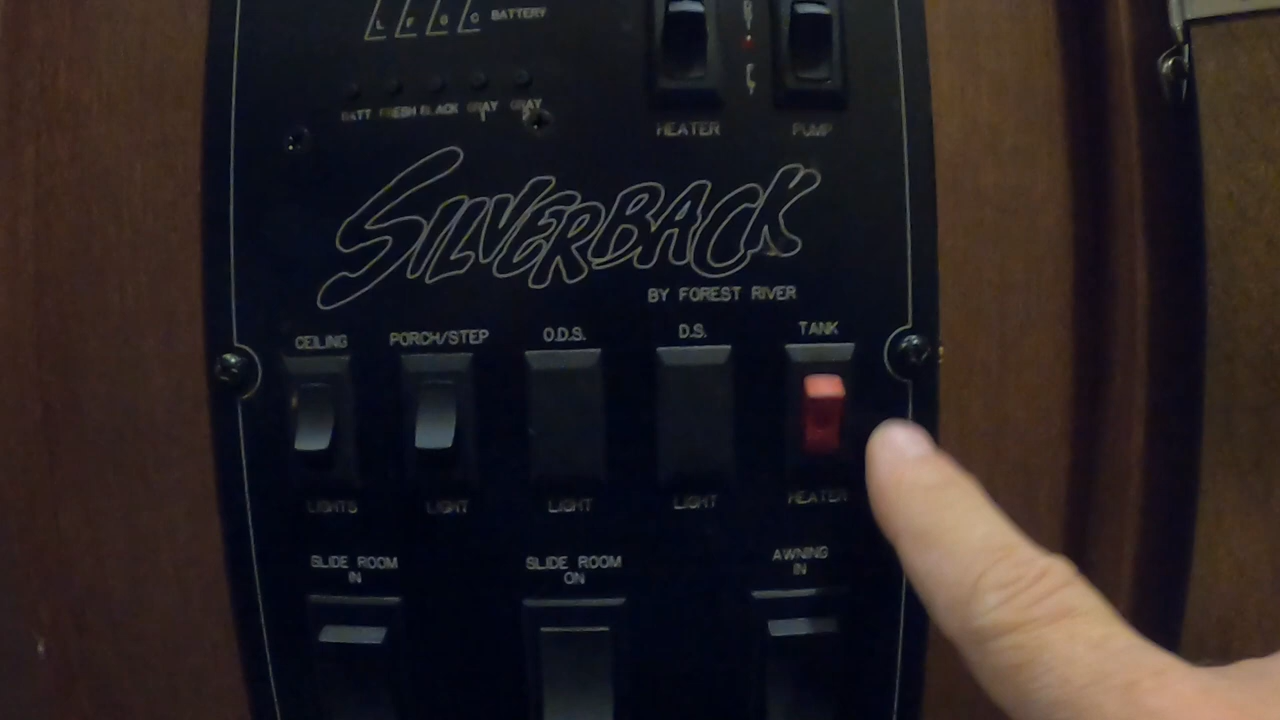 L F G C BATTERY
BATT FRESH BLACK GRAY 1 GRAY
HEATER PUMP
SILVERBACK
BY FOREST RIVER
CEILING PORCH/STEP O.D.S. D.S. TANK
LIGHTS LIGHT LIGHT LIGHT HEATER
SLIDE ROOM IN
SLIDE ROOM ON
AWNING IN